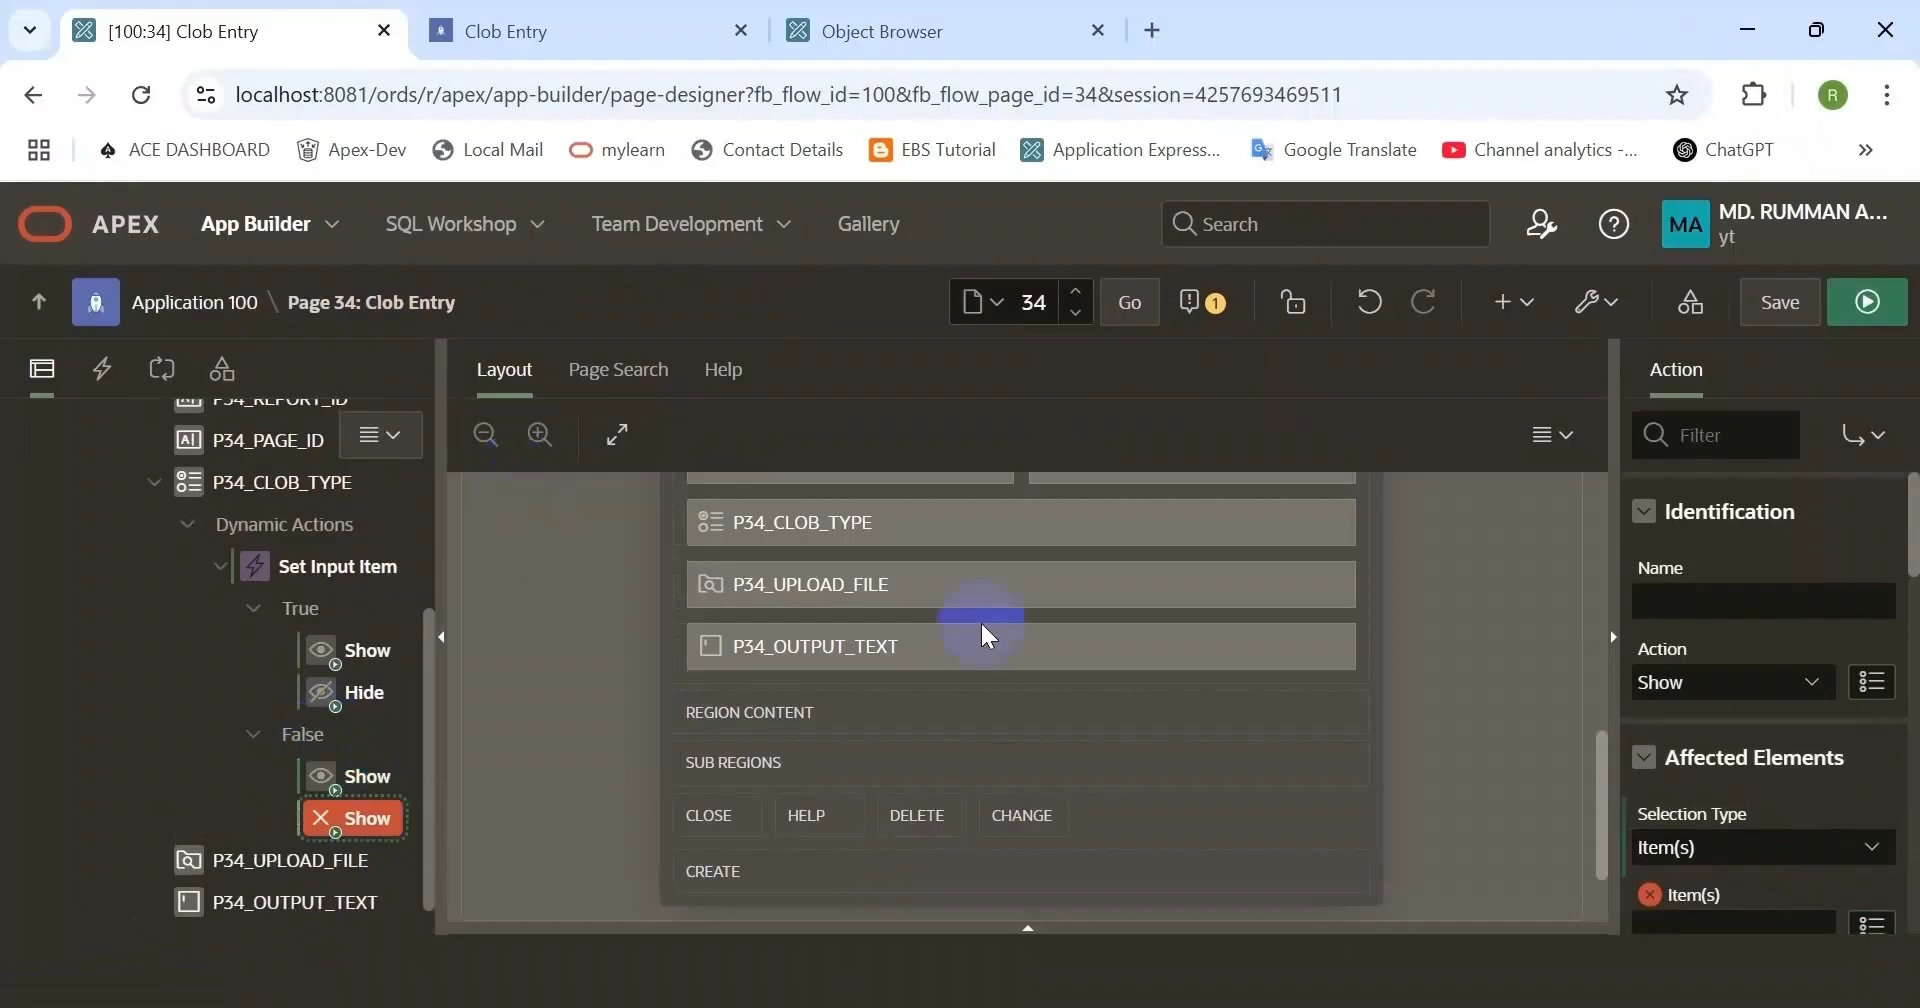 [100:34] Clob Entry
Clob Entry
Object Browser
localhost:8081/ords/r/apex/app-builder/page-designer?fb_flow_id=100&fb_flow_page_id=34&session=4257693469511
R
ACE DASHBOARD
Apex-Dev
Local Mail
mylearn
Contact Details
EBS Tutorial
Application Express...
Google Translate
Channel analytics -...
ChatGPT
APEX
App Builder
SQL Workshop
Team Development
Gallery
Search
MA
MD. RUMMAN A...
yt
Application 100 \ Page 34: Clob Entry
34
Go
1
Save
Layout
Page Search
Help
Action
P34_REPORT_ID
P34_PAGE_ID
P34_CLOB_TYPE
Dynamic Actions
Set Input Item
True
Show
Hide
False
Show
Show
P34_UPLOAD_FILE
P34_OUTPUT_TEXT
P34_CLOB_TYPE
P34_UPLOAD_FILE
P34_OUTPUT_TEXT
REGION CONTENT
SUB REGIONS
CLOSE
HELP
DELETE
CHANGE
CREATE
Filter
Identification
Name
Action
Show
Affected Elements
Selection Type
Item(s)
Item(s)